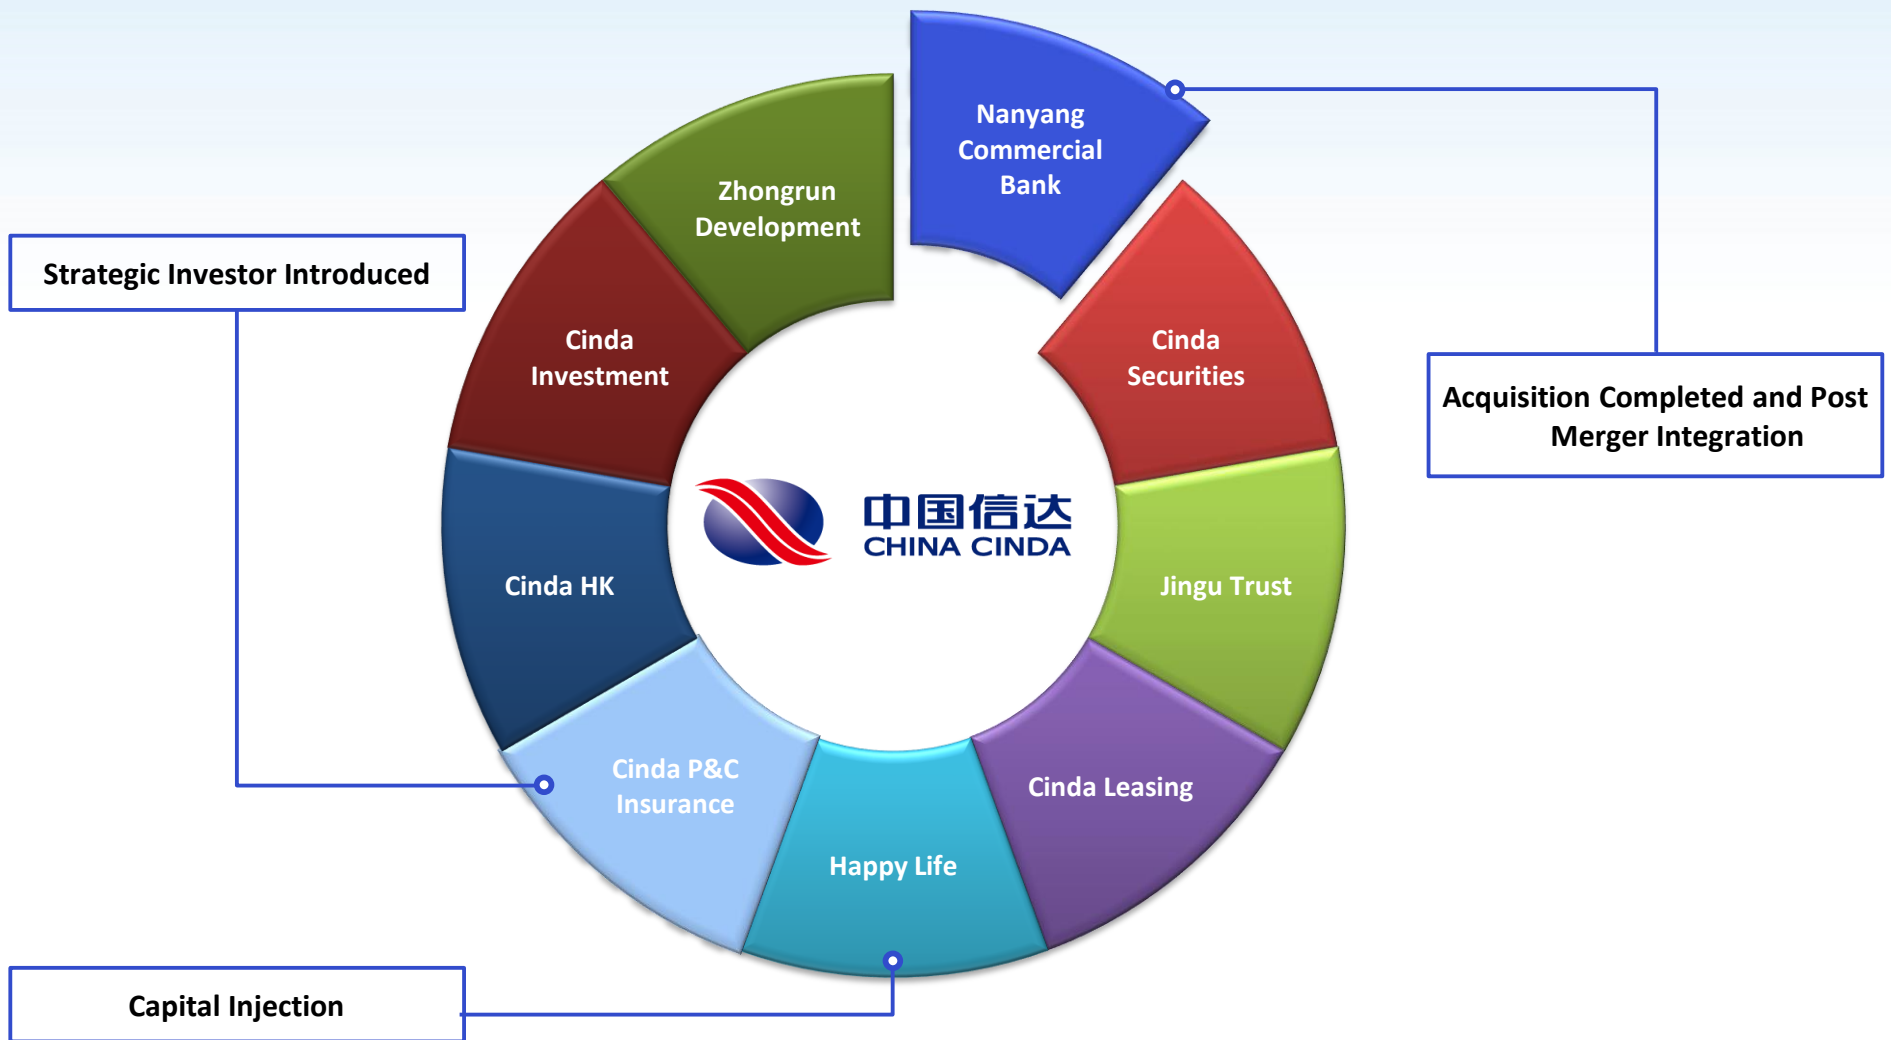 Nanyang
Commercial
Bank
Zhongrun
Development
Strategic Investor Introduced
Cinda
Investment
Cinda
Securities
Acquisition Completed and Post
Merger Integration
中国信达
CHINA CINDA
Cinda HK
Jingu Trust
Cinda P&C
Insurance
Cinda Leasing
Happy Life
Capital Injection